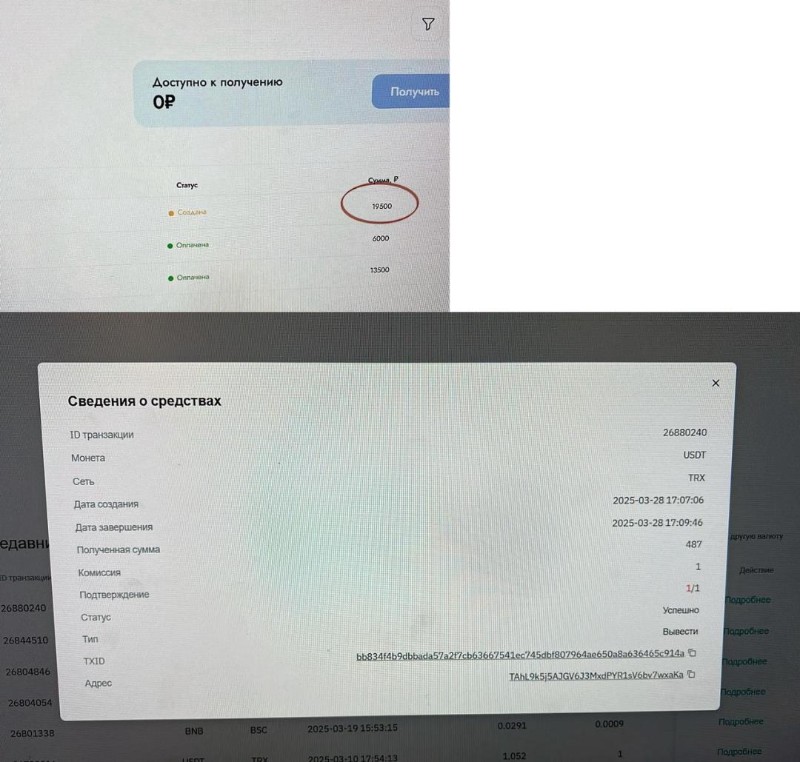 Доступно к получению
0₽
Получить
Статус Сумма, ₽
Создана 19500
Оплачена 6000
Оплачена 13500
Сведения о средствах
ID транзакции 26880240
Монета USDT
Сеть TRX
Дата создания 2025-03-28 17:07:06
Дата завершения 2025-03-28 17:09:46
Полученная сумма 487
Комиссия 1
Подтверждение 1/1
Статус Успешно
Тип Вывести
TXID bb834f4b9dbbada57a2f7cb63667541ec745dbf807964ae650a8a636465c914a
Адрес TAhL9k5j5AJGV6J3MxdPYR1sV6bv7wxaKa
едавни
другую валюту
ID транзакции Действие
26880240 Подробнее
26844510 Подробнее
26804846 Подробнее
26804054 Подробнее
26801338 BNB BSC 2025-03-19 15:53:15 0.0291 0.0009 Подробнее
USDT TRX 2025-03-10 17:54:13 1.052 1 Подробнее